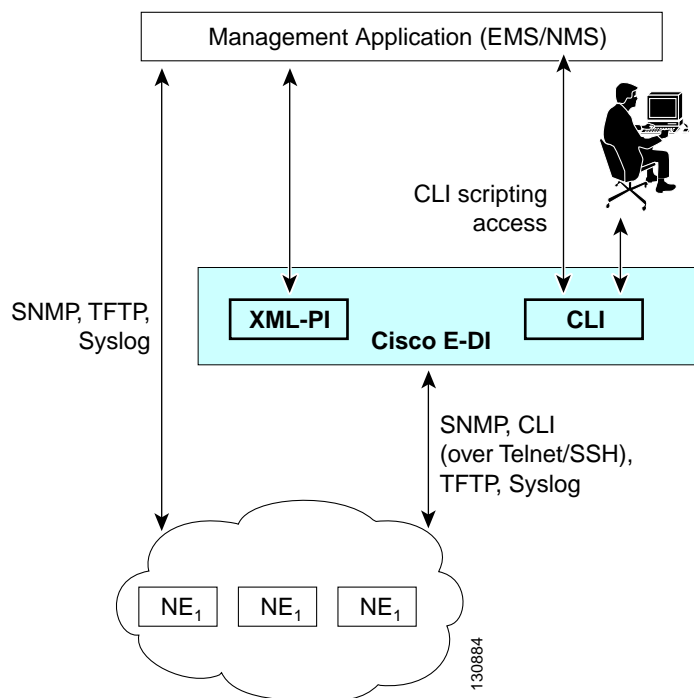 Management Application (EMS/NMS)
CLI scripting
access
SNMP, TFTP,
Syslog
XML-PI
CLI
Cisco E-DI
SNMP, CLI
(over Telnet/SSH),
TFTP, Syslog
NE1
NE1
NE1
130884